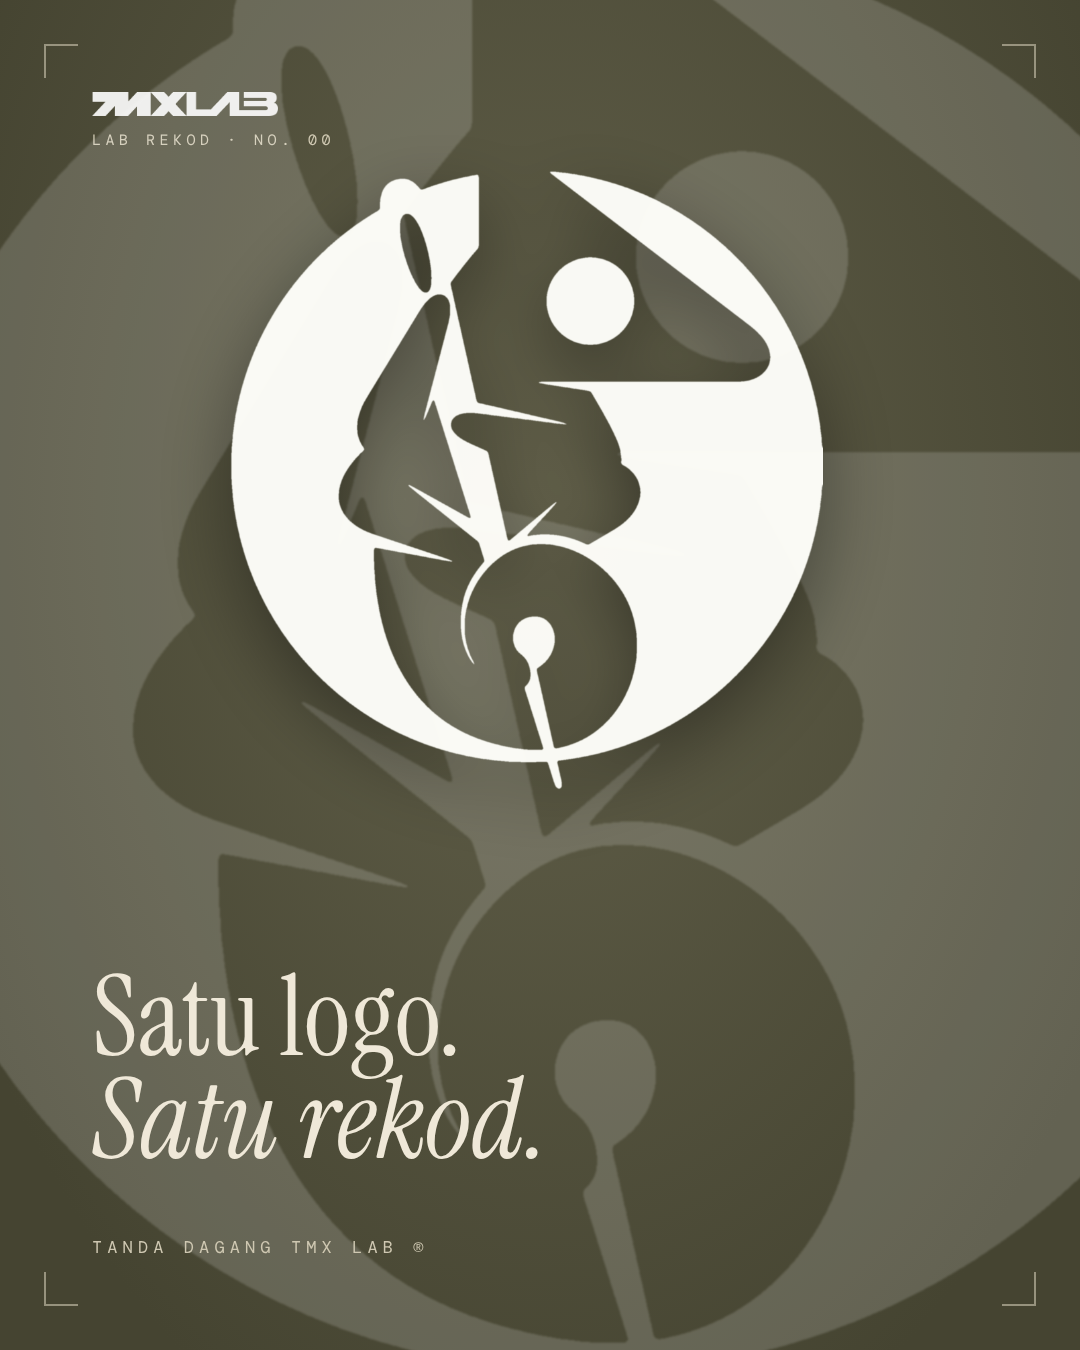 TMXLAB
LAB REKOD · NO. 00
Satu logo.
Satu rekod.
TANDA DAGANG TMX LAB ®